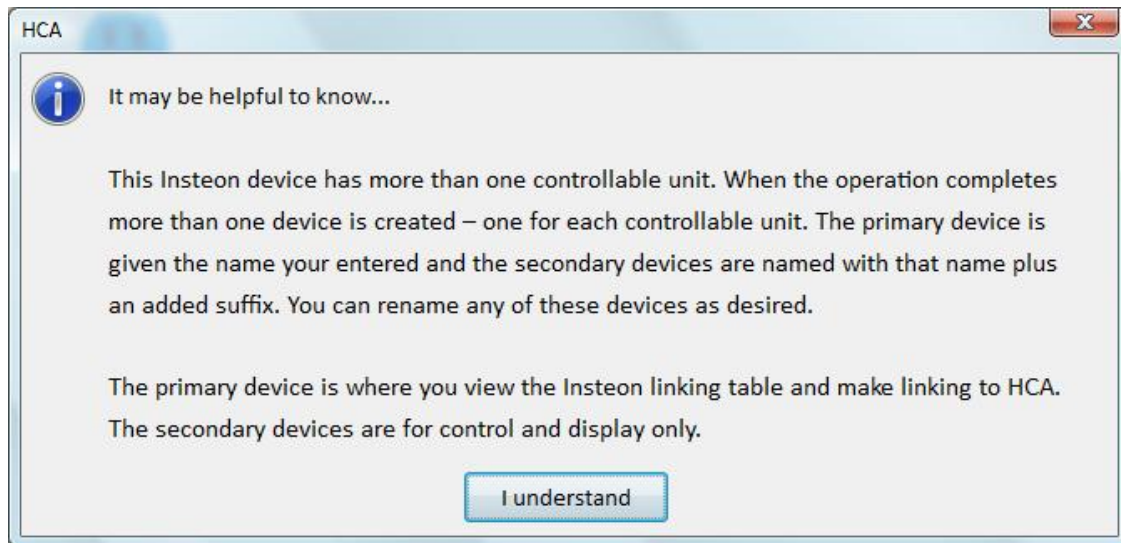 HCA
It may be helpful to know...
This Insteon device has more than one controllable unit. When the operation completes
more than one device is created – one for each controllable unit. The primary device is
given the name your entered and the secondary devices are named with that name plus
an added suffix. You can rename any of these devices as desired.
The primary device is where you view the Insteon linking table and make linking to HCA.
The secondary devices are for control and display only.
I understand